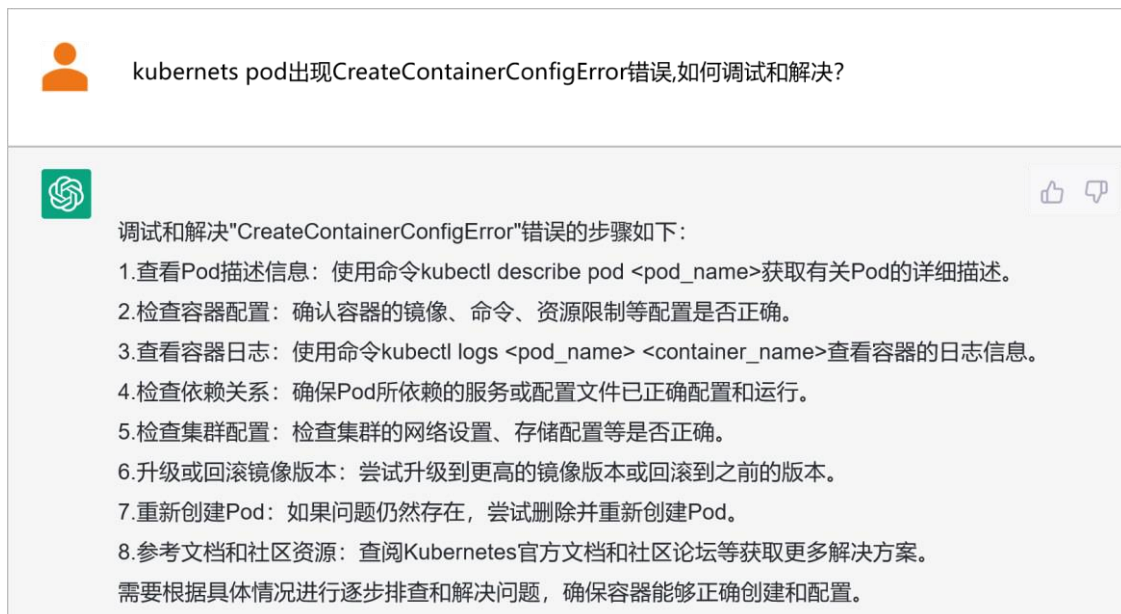 kubernets pod出现CreateContainerConfigError错误,如何调试和解决？
调试和解决"CreateContainerConfigError"错误的步骤如下：
1.查看Pod描述信息：使用命令kubectl describe pod <pod_name>获取有关Pod的详细描述。
2.检查容器配置：确认容器的镜像、命令、资源限制等配置是否正确。
3.查看容器日志：使用命令kubectl logs <pod_name> <container_name>查看容器的日志信息。
4.检查依赖关系：确保Pod所依赖的服务或配置文件已正确配置和运行。
5.检查集群配置：检查集群的网络设置、存储配置等是否正确。
6.升级或回滚镜像版本：尝试升级到更高的镜像版本或回滚到之前的版本。
7.重新创建Pod：如果问题仍然存在，尝试删除并重新创建Pod。
8.参考文档和社区资源：查阅Kubernetes官方文档和社区论坛等获取更多解决方案。
需要根据具体情况进行逐步排查和解决问题，确保容器能够正确创建和配置。